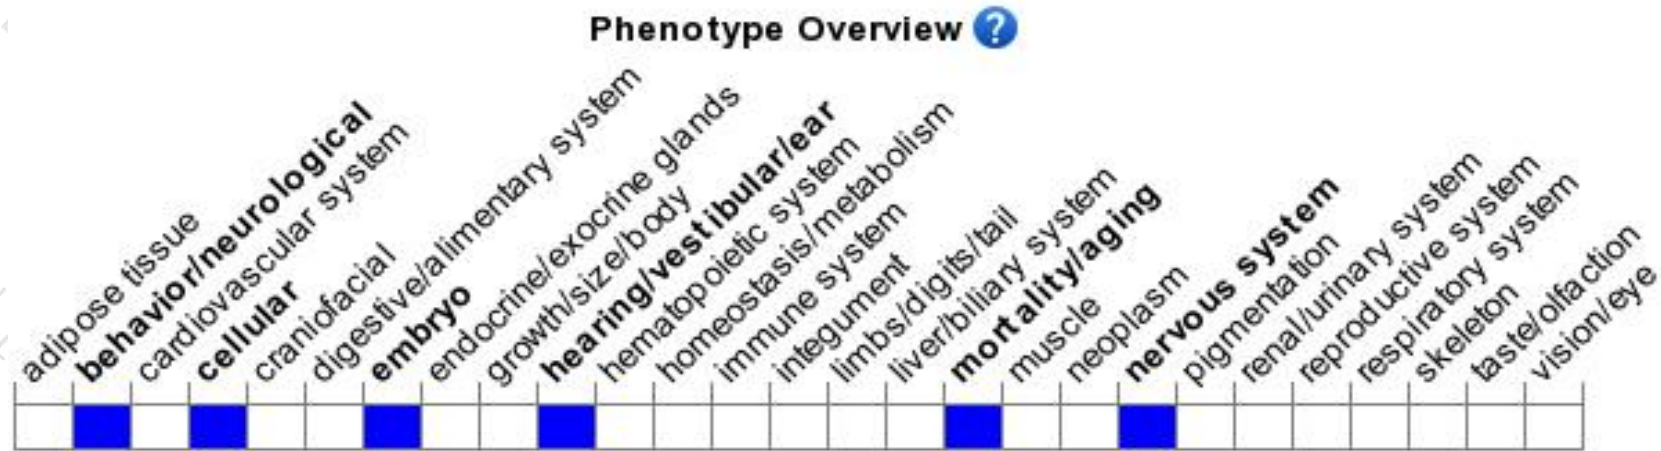 Phenotype Overview ?
adipose tissue
behavior/neurological
cardiovascular system
cellular
craniofacial
digestive/alimentary system
embryo
endocrine/exocrine glands
growth/size/body
hearing/vestibular/ear
hematopoietic system
homeostasis/metabolism
immune system
integument
limbs/digits/tail
liver/biliary system
mortality/aging
muscle
neoplasm
nervous system
pigmentation
renal/urinary system
reproductive system
respiratory system
skeleton
taste/olfaction
vision/eye